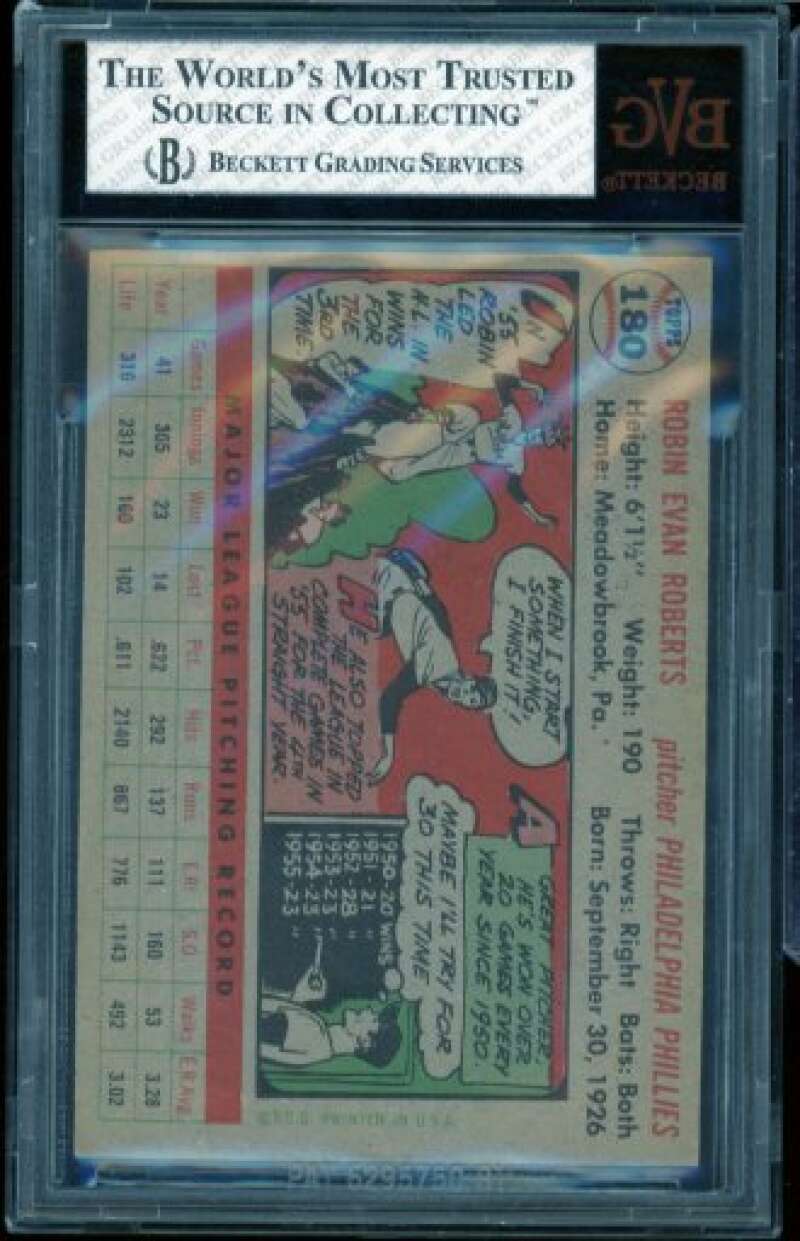 THE WORLD'S MOST TRUSTED
SOURCE IN COLLECTING™
(B) BECKETT GRADING SERVICES
BVG
BECKETT®
TOPPS
180
ROBIN EVAN ROBERTS pitcher PHILADELPHIA PHILLIES
Height: 6'1½" Weight: 190 Throws: Right Bats: Both
Home: Meadowbrook, Pa. Born: September 30, 1926
IN
'55
ROBIN
LED
THE
N.L. IN
WINS
FOR
THE
3RD
TIME.
WHEN I START
SOMETHING,
I FINISH IT!
HE ALSO TOPPED
THE LEAGUE IN
COMPLETE GAMES IN
'55 FOR THE 4TH
STRAIGHT YEAR.
A
GREAT PITCHER,
HE'S WON OVER
20 GAMES EVERY
YEAR SINCE 1950.
MAYBE I'LL TRY FOR
30 THIS TIME
1950-20 WINS
1951-21 "
1952-28 "
1953-23 "
1954-23 "
1955-23 "
MAJOR LEAGUE PITCHING RECORD
Games Innings Won Lost Pct. Hits Runs E.R. S.O. Walks E.R.Avg.
Year 41 305 23 14 .622 292 137 111 160 53 3.28
Life 316 2312 160 102 .611 2140 867 776 1143 492 3.02